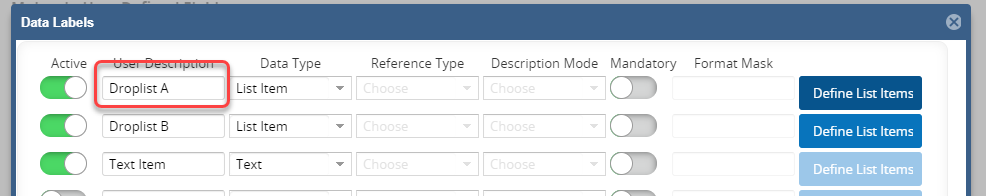 Data Labels
Active User Description Data Type Reference Type Description Mode Mandatory Format Mask
Droplist A List Item Choose Choose Define List Items
Droplist B List Item Choose Choose Define List Items
Text Item Text Choose Choose Define List Items